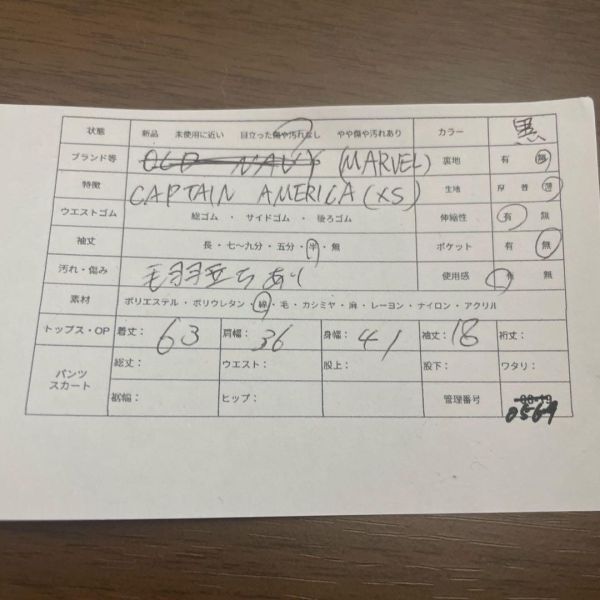 状態 新品 未使用に近い 目立った傷や汚れなし やや傷や汚れあり カラー 黒
ブランド等 OLD NAVY (MARVEL) 裏地 有 無
特徴 CAPTAIN AMERICA (XS) 生地 厚 普 薄
ウエストゴム 総ゴム ・ サイドゴム ・ 後ろゴム 伸縮性 有 無
袖丈 長・七~九分・五分・半・無 ポケット 有 無
汚れ・傷み 毛羽立ちあり 使用感 有 無
素材 ポリエステル・ポリウレタン・綿・毛・カシミヤ・麻・レーヨン・ナイロン・アクリル
トップス・OP 着丈: 63 肩幅: 36 身幅: 41 袖丈: 18 裄丈:
パンツ スカート 総丈: ウエスト: 股上: 股下: ワタリ:
裾幅: ヒップ: 管理番号 0569